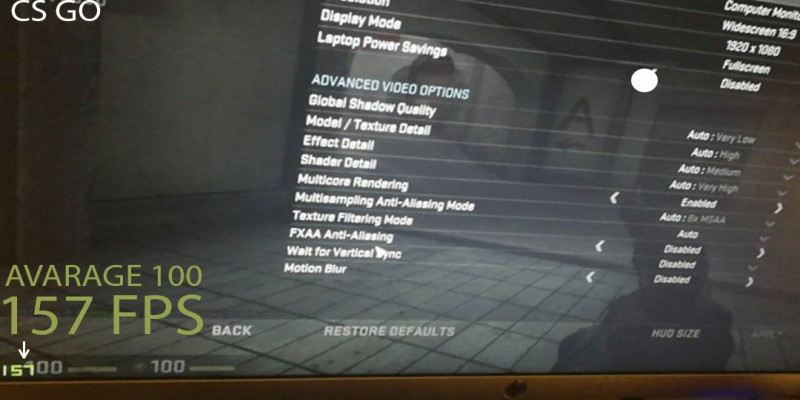 CS GO
Computer Monitor
Display Mode Widescreen 16:9
Laptop Power Savings 1920 x 1080
Fullscreen
Disabled
ADVANCED VIDEO OPTIONS
Global Shadow Quality Auto : Very Low
Model / Texture Detail Auto : High
Effect Detail Auto : Medium
Shader Detail Auto : Very High
Multicore Rendering Enabled
Multisampling Anti-Aliasing Mode Auto : 8x MSAA
Texture Filtering Mode Auto
FXAA Anti-Aliasing Disabled
Wait for Vertical Sync Disabled
Motion Blur Disabled
AVARAGE 100
157 FPS
BACK RESTORE DEFAULTS HUD SIZE APPLY
157 100 100